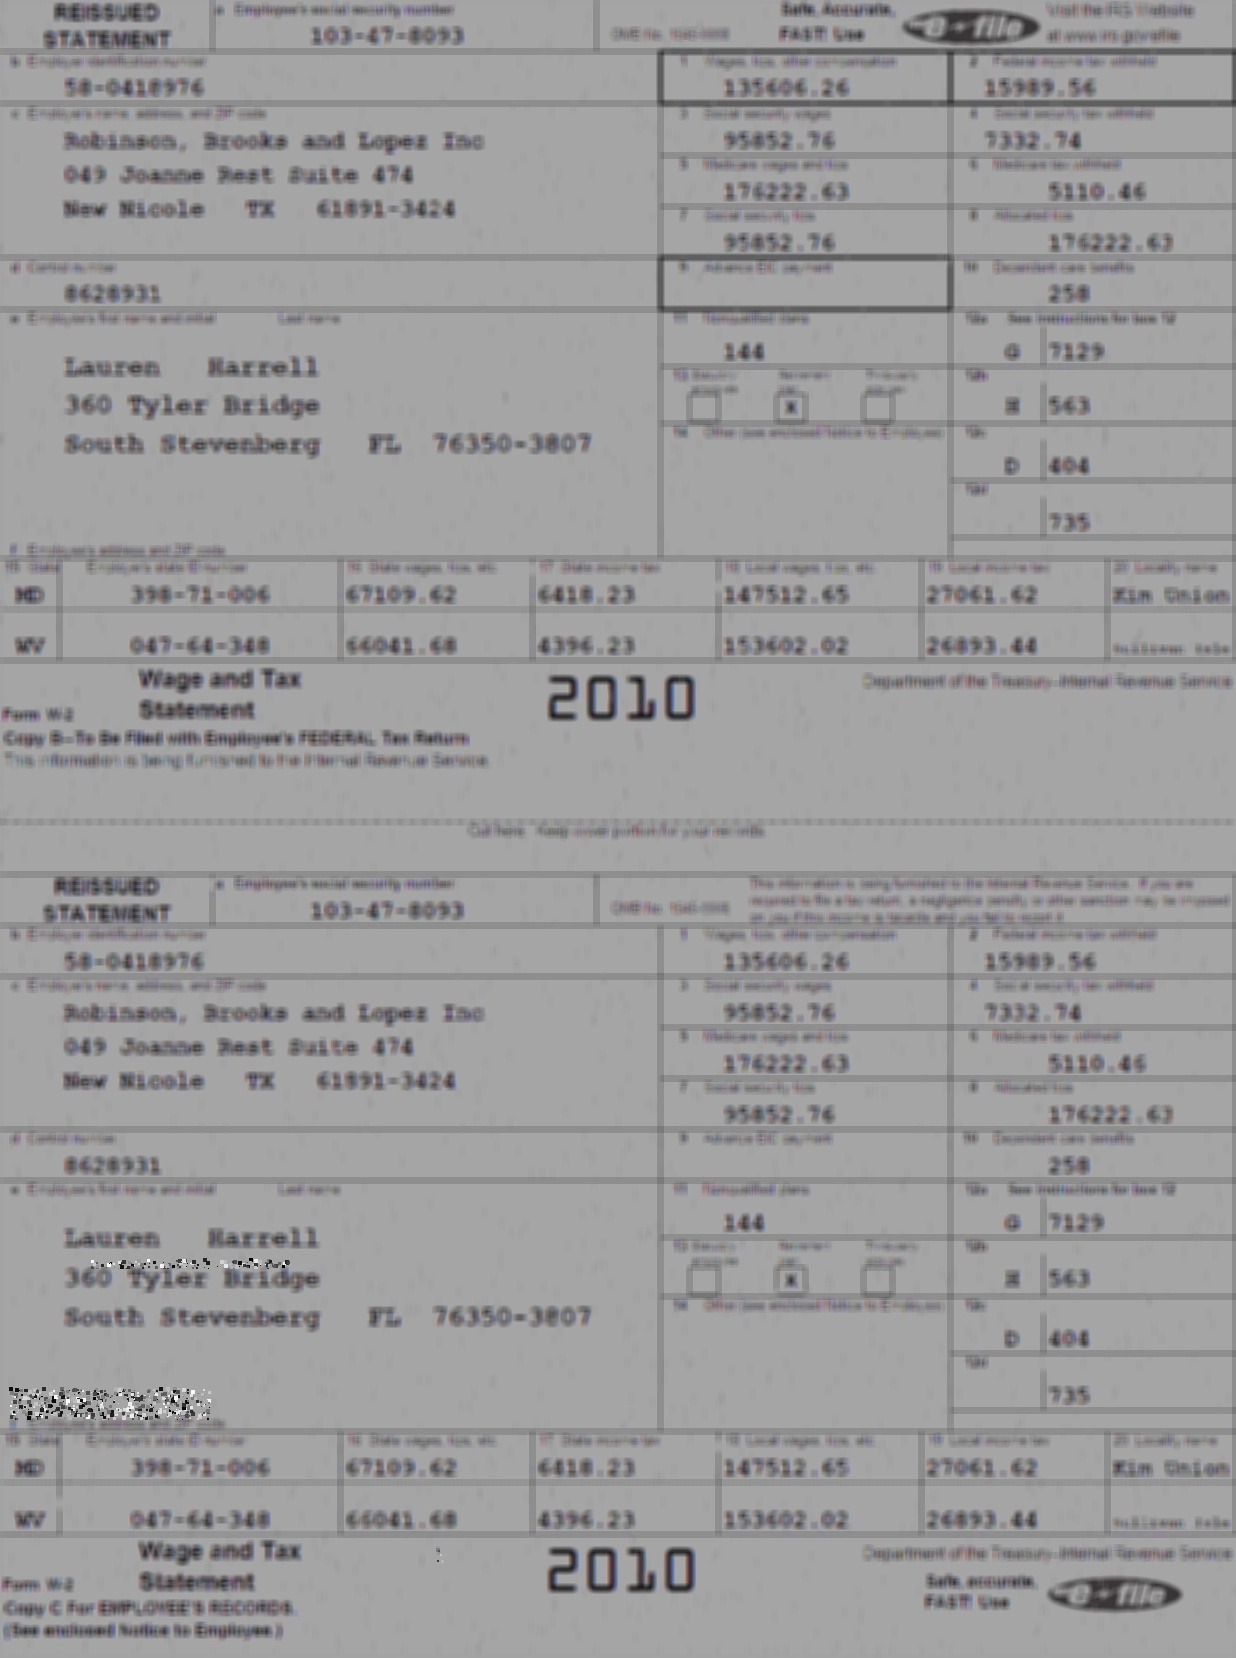 REISSUED STATEMENT
a Employee's social security number
103-47-8093
OMB No. 1545-0008
Safe, Accurate, FAST! Use
e-file
Visit the IRS Website at www.irs.gov/efile
b Employer identification number
58-0418976
1 Wages, tips, other compensation
135606.26
2 Federal income tax withheld
15989.56
c Employer's name, address, and ZIP code
Robinson, Brooks and Lopez Inc
049 Joanne Rest Suite 474
New Nicole TX 61891-3424
3 Social security wages
95852.76
4 Social security tax withheld
7332.74
5 Medicare wages and tips
176222.63
6 Medicare tax withheld
5110.46
7 Social security tips
95852.76
8 Allocated tips
176222.63
d Control number
8628931
9 Advance EIC payment
10 Dependent care benefits
258
e Employee's first name and initial Last name
Lauren Harrell
360 Tyler Bridge
South Stevenberg FL 76350-3807
11 Nonqualified plans
144
12a See instructions for box 12
G 7129
13
X
12b
H 563
14 Other (see enclosed Notice to Employee)
12c
D 404
12d
735
f Employee's address and ZIP code
15 State Employer's state ID number 16 State wages, tips, etc. 17 State income tax 18 Local wages, tips, etc. 19 Local income tax 20 Locality name
MD 398-71-006 67109.62 6418.23 147512.65 27061.62 Kim Union
WV 047-64-348 66041.68 4396.23 153602.02 26893.44
Form W-2
Wage and Tax Statement
2010
Department of the Treasury-Internal Revenue Service
Copy B-To Be Filed with Employee's FEDERAL Tax Return
This information is being furnished to the Internal Revenue Service.
Cut here. Keep lower portion for your records.
REISSUED STATEMENT
a Employee's social security number
103-47-8093
OMB No. 1545-0008
This information is being furnished to the Internal Revenue Service. If you are
required to file a tax return, a negligence penalty or other sanction may be imposed
on you if this income is taxable and you fail to report it.
b Employer identification number
58-0418976
1 Wages, tips, other compensation
135606.26
2 Federal income tax withheld
15989.56
c Employer's name, address, and ZIP code
Robinson, Brooks and Lopez Inc
049 Joanne Rest Suite 474
New Nicole TX 61891-3424
3 Social security wages
95852.76
4 Social security tax withheld
7332.74
5 Medicare wages and tips
176222.63
6 Medicare tax withheld
5110.46
7 Social security tips
95852.76
8 Allocated tips
176222.63
d Control number
8628931
9 Advance EIC payment
10 Dependent care benefits
258
e Employee's first name and initial Last name
Lauren Harrell
360 Tyler Bridge
South Stevenberg FL 76350-3807
11 Nonqualified plans
144
12a See instructions for box 12
G 7129
13
X
12b
H 563
14 Other (see enclosed Notice to Employee)
12c
D 404
12d
735
f Employee's address and ZIP code
15 State Employer's state ID number 16 State wages, tips, etc. 17 State income tax 18 Local wages, tips, etc. 19 Local income tax 20 Locality name
MD 398-71-006 67109.62 6418.23 147512.65 27061.62 Kim Union
WV 047-64-348 66041.68 4396.23 153602.02 26893.44
Form W-2
Wage and Tax Statement
2010
Department of the Treasury-Internal Revenue Service
Copy C For EMPLOYEE'S RECORDS.
(See enclosed Notice to Employee.)
Safe, accurate, FAST! Use
e-file